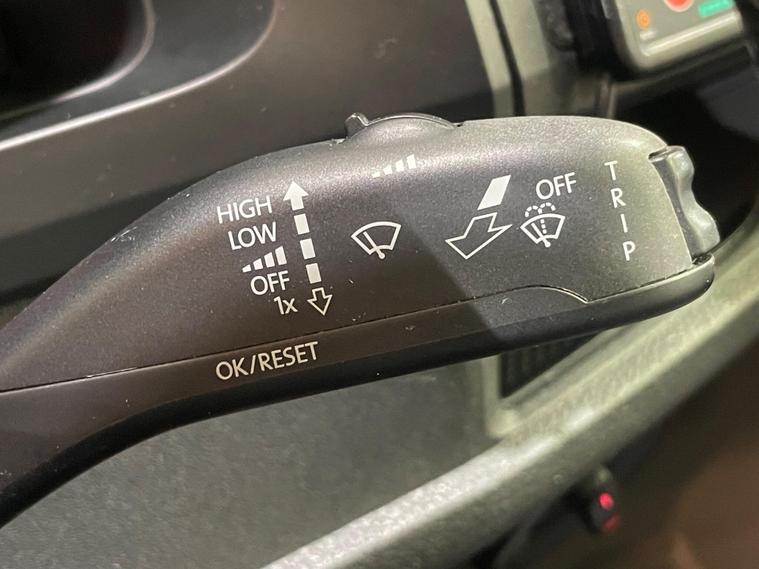 HIGH
LOW
OFF
1x
OFF
TRIP
OK/RESET